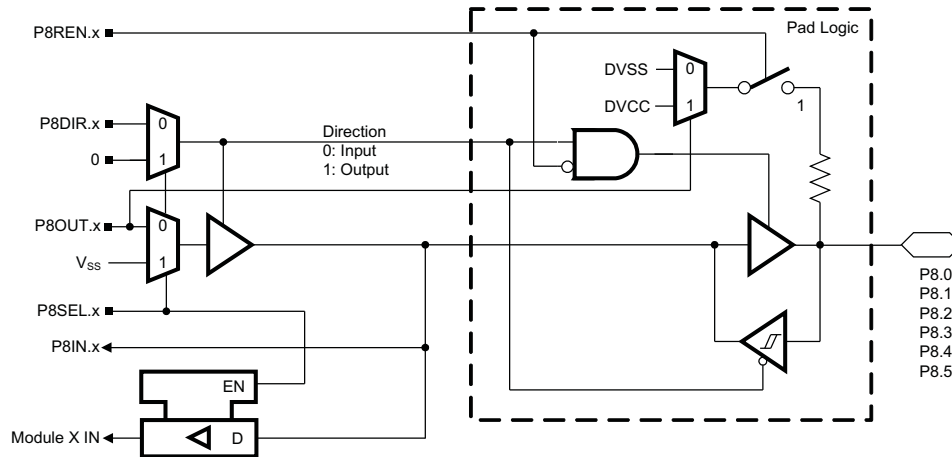 P8REN.x
Pad Logic
DVSS
0
DVCC
1
1
P8DIR.x
0
0
1
Direction
0: Input
1: Output
P8OUT.x
0
VSS
1
P8SEL.x
P8IN.x
EN
D
Module X IN
P8.0
P8.1
P8.2
P8.3
P8.4
P8.5